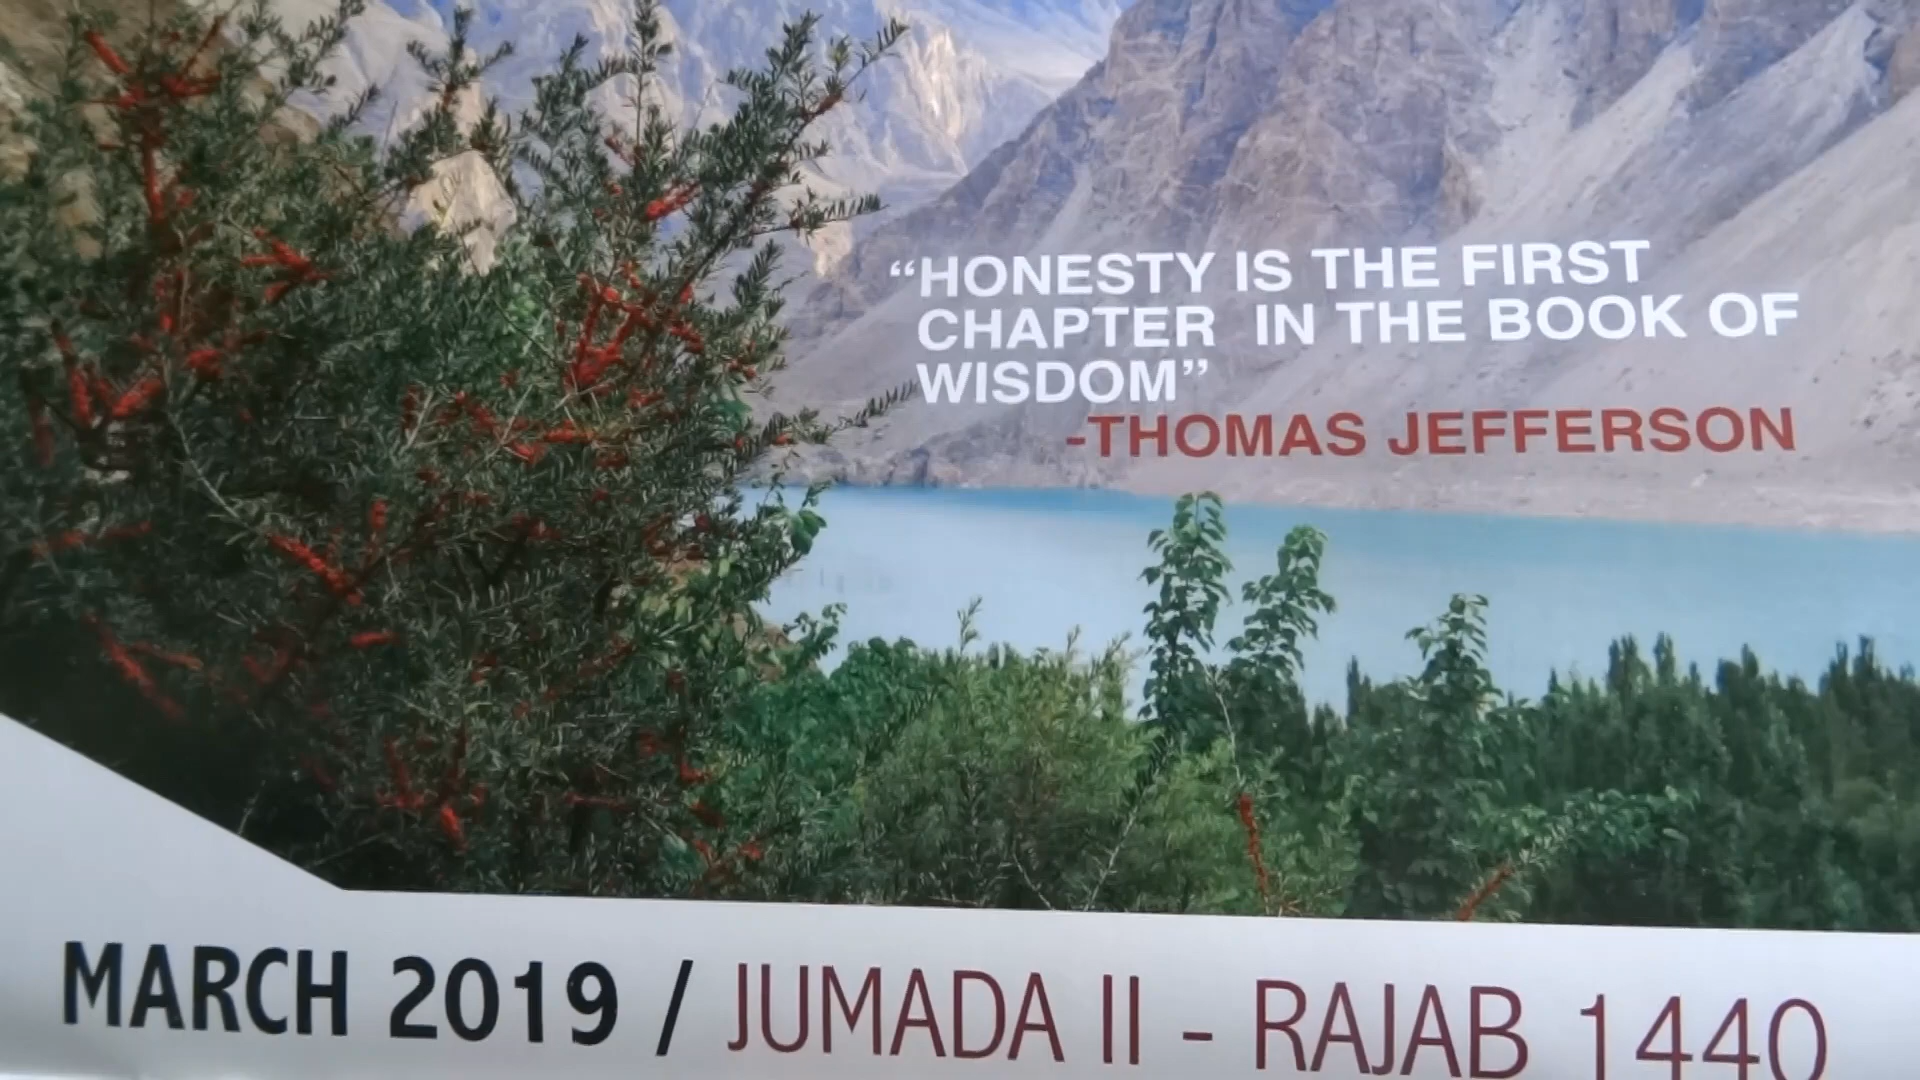 “HONESTY IS THE FIRST
CHAPTER IN THE BOOK OF
WISDOM”
-THOMAS JEFFERSON
MARCH 2019 / JUMADA II - RAJAB 1440